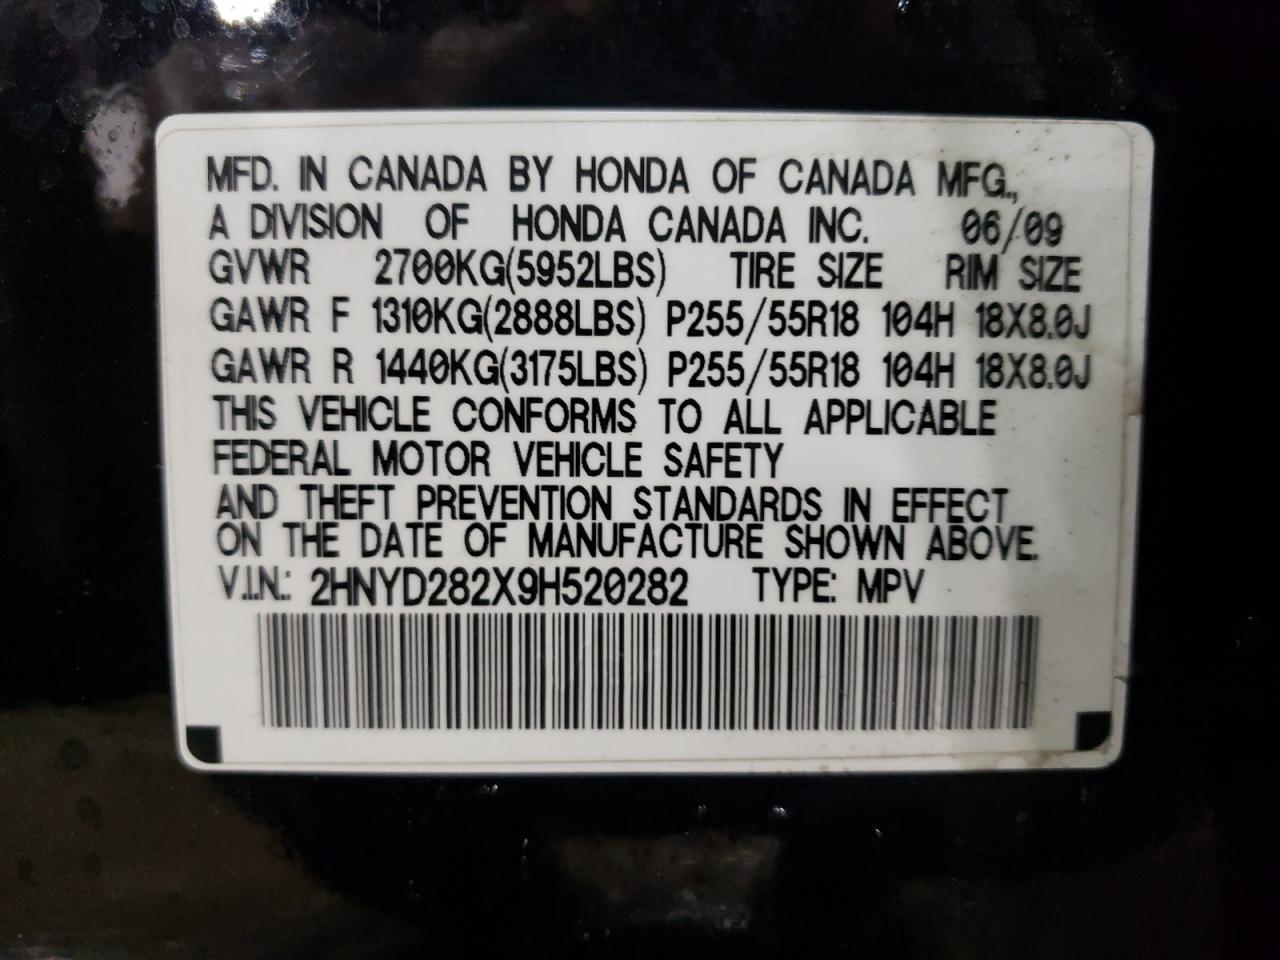 MFD. IN CANADA BY HONDA OF CANADA MFG.,
A DIVISION OF HONDA CANADA INC. 06/09
GVWR 2700KG(5952LBS) TIRE SIZE RIM SIZE
GAWR F 1310KG(2888LBS) P255/55R18 104H 18X8.0J
GAWR R 1440KG(3175LBS) P255/55R18 104H 18X8.0J
THIS VEHICLE CONFORMS TO ALL APPLICABLE
FEDERAL MOTOR VEHICLE SAFETY
AND THEFT PREVENTION STANDARDS IN EFFECT
ON THE DATE OF MANUFACTURE SHOWN ABOVE.
V.I.N.: 2HNYD282X9H520282 TYPE: MPV